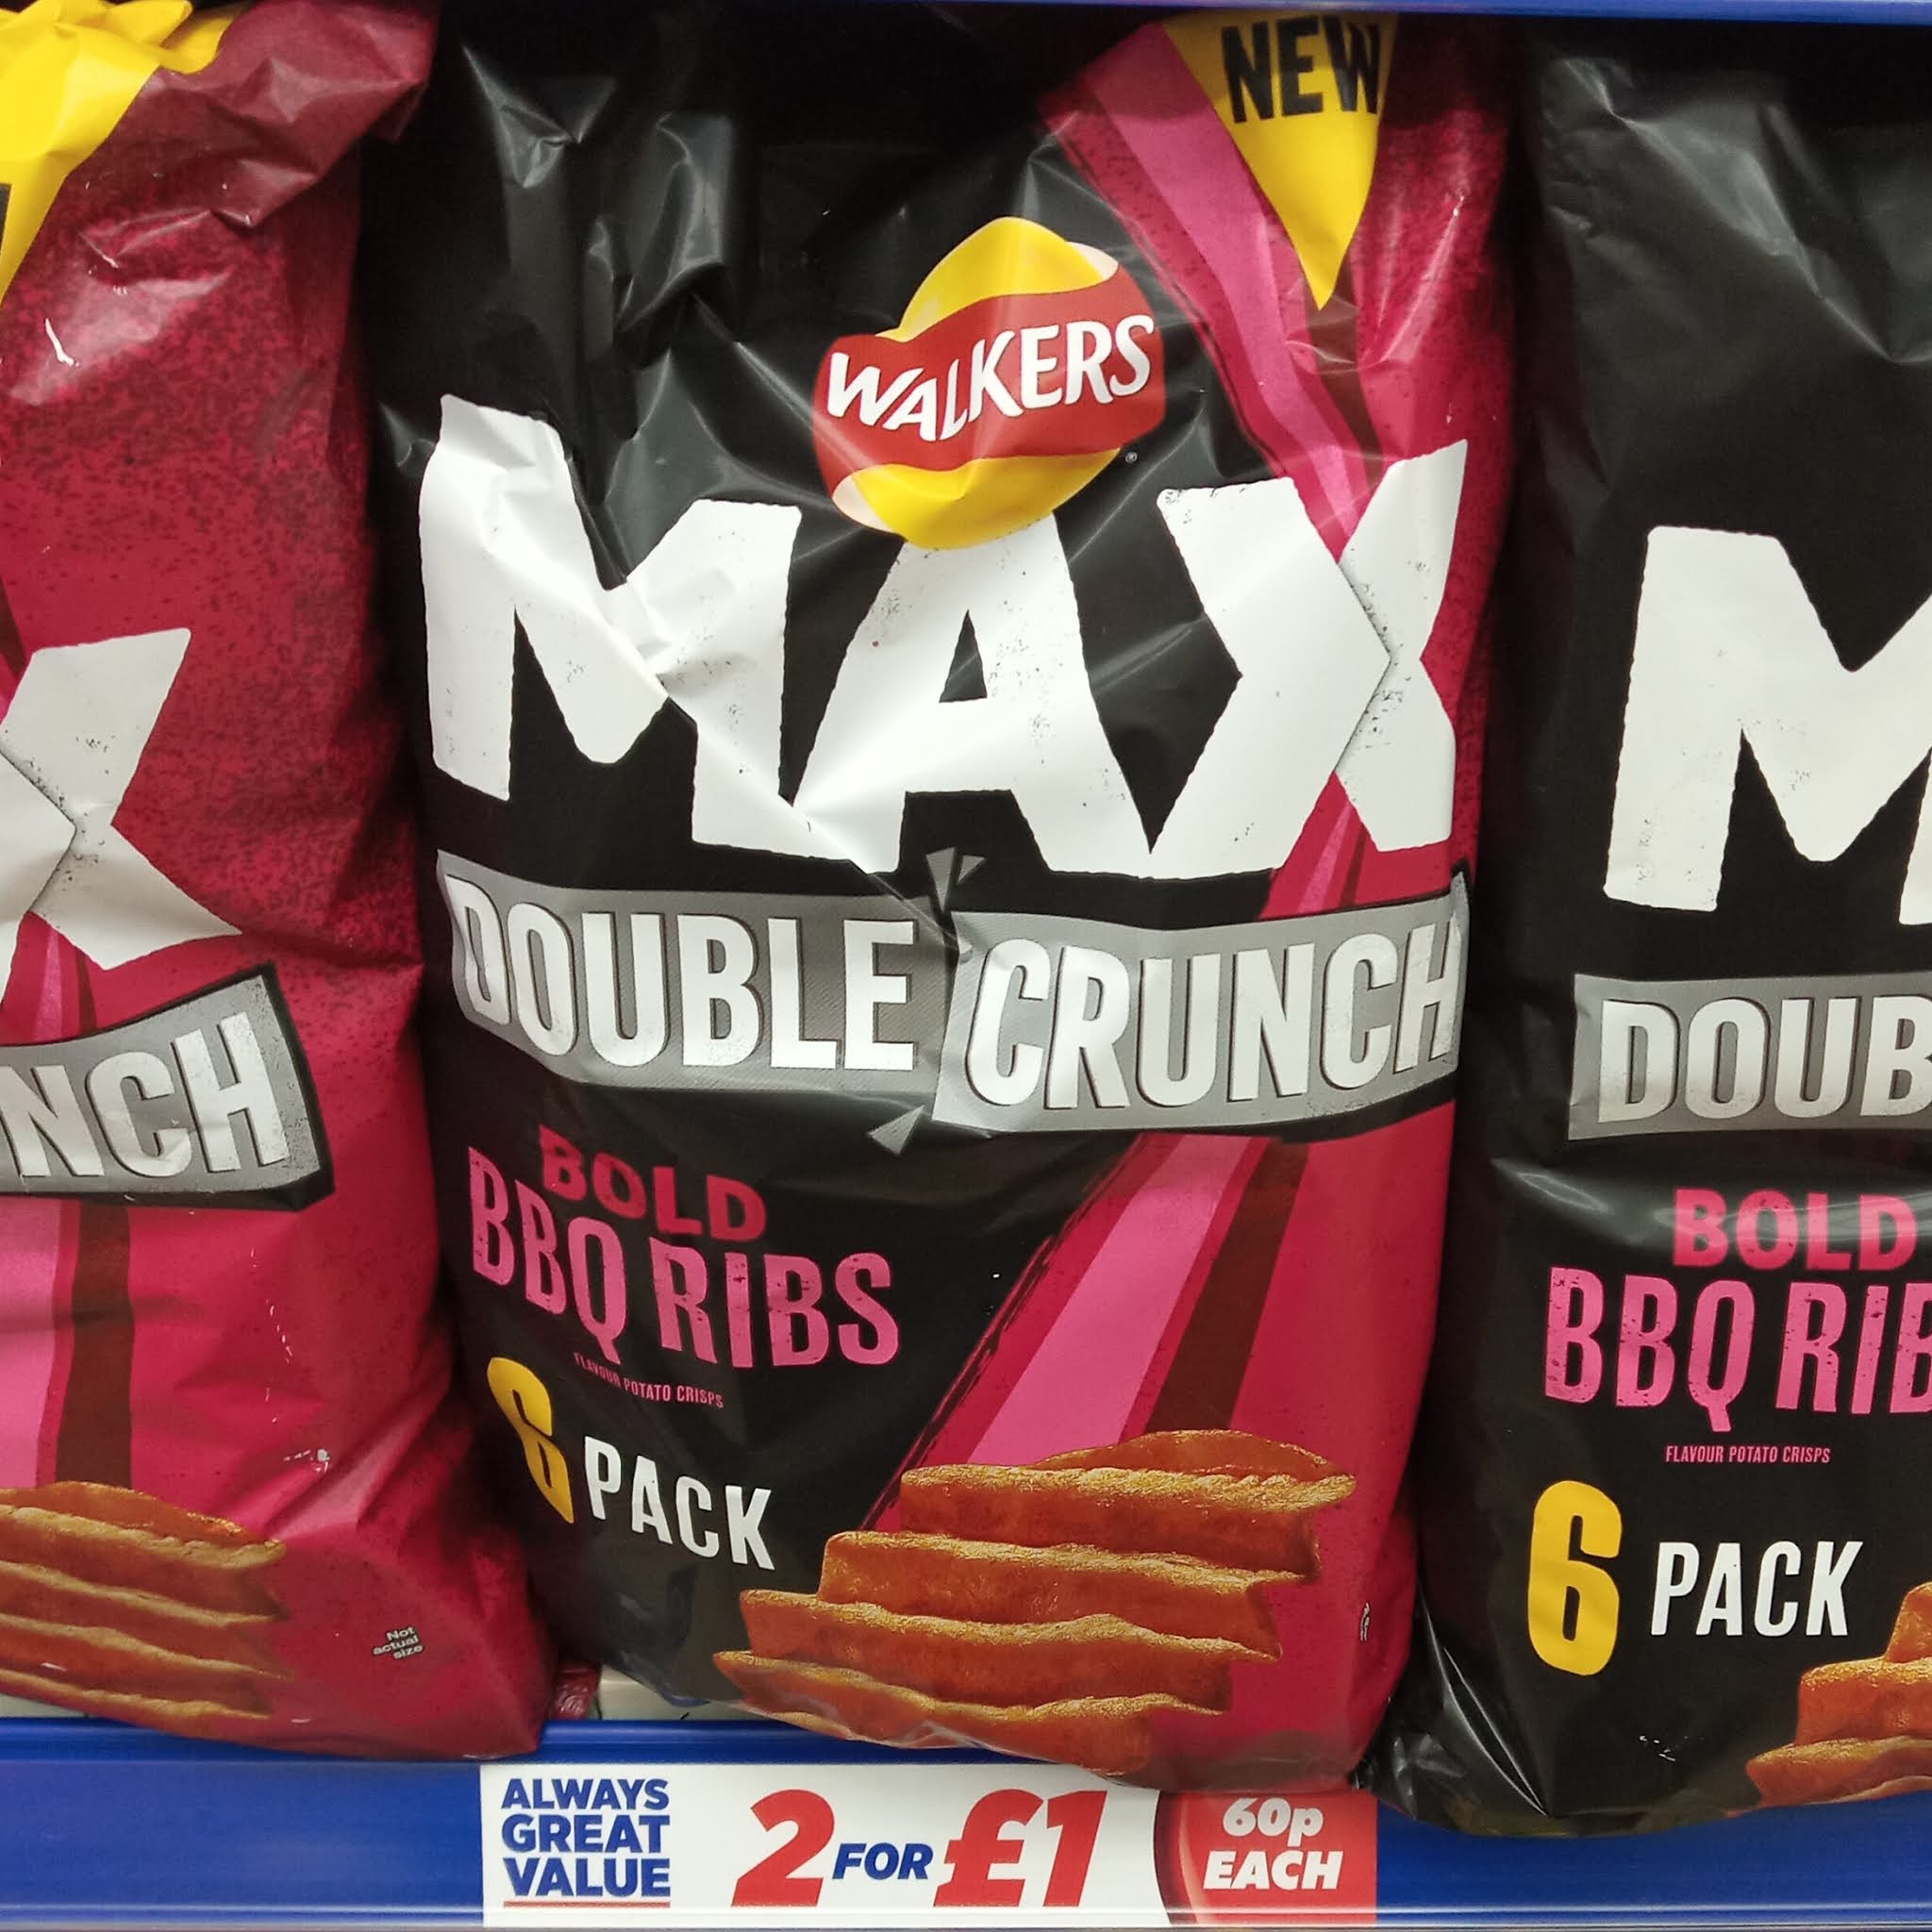 NEW
WALKERS
MAX
DOUBLE CRUNCH
BOLD
BBQ RIBS
FLAVOUR POTATO CRISPS
6 PACK
X
NCH
Not
actual
size
M
DOUB
BOLD
BBQ RIB
FLAVOUR POTATO CRISPS
6 PACK
ALWAYS
GREAT
VALUE
2 FOR £1
60p
EACH